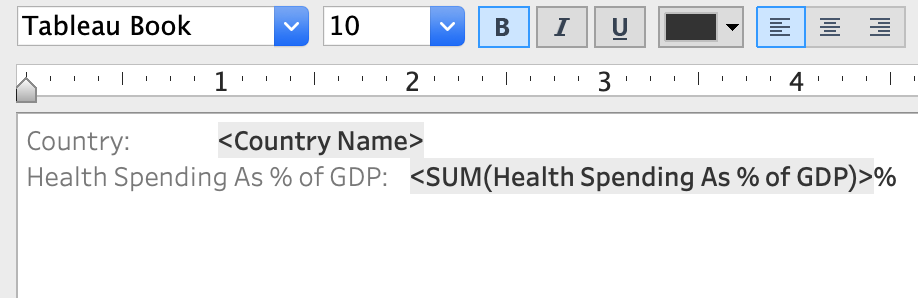 Tableau Book 10 B I U
1 2 3 4
Country: <Country Name>
Health Spending As % of GDP: <SUM(Health Spending As % of GDP)>%